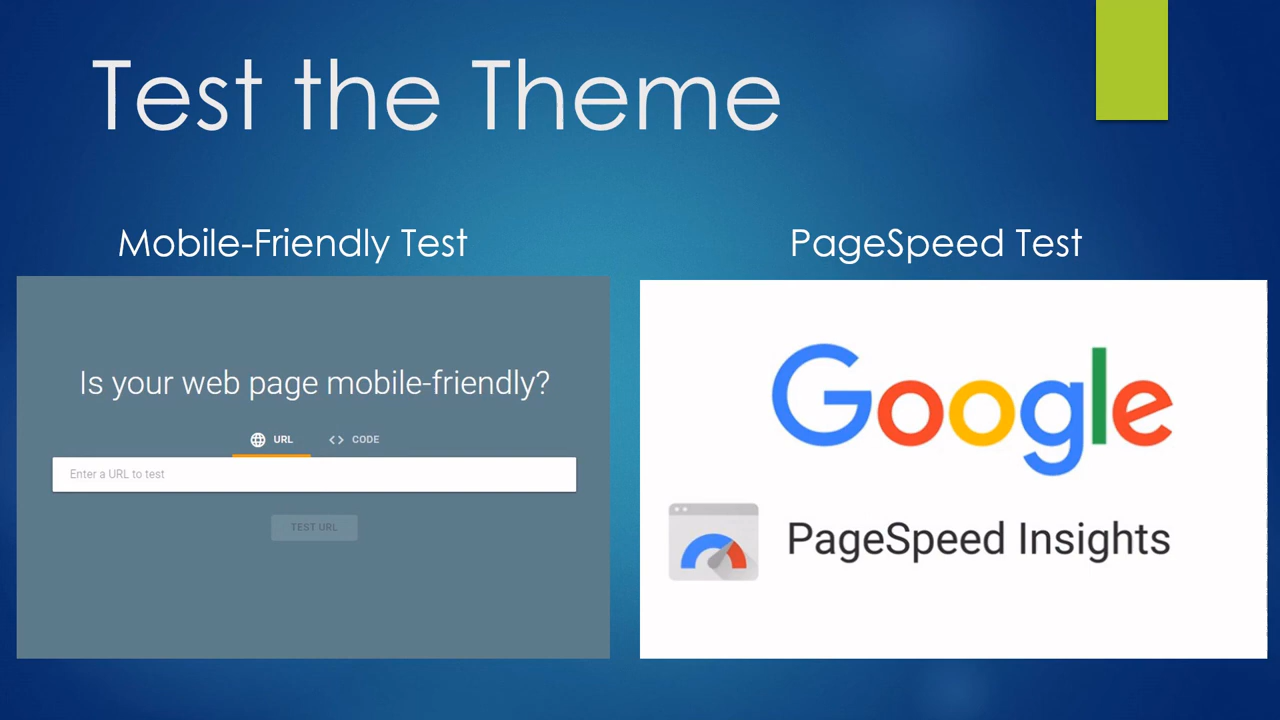 Test the Theme
Mobile-Friendly Test
Is your web page mobile-friendly?
URL
CODE
Enter a URL to test
TEST URL
PageSpeed Test
Google
PageSpeed Insights